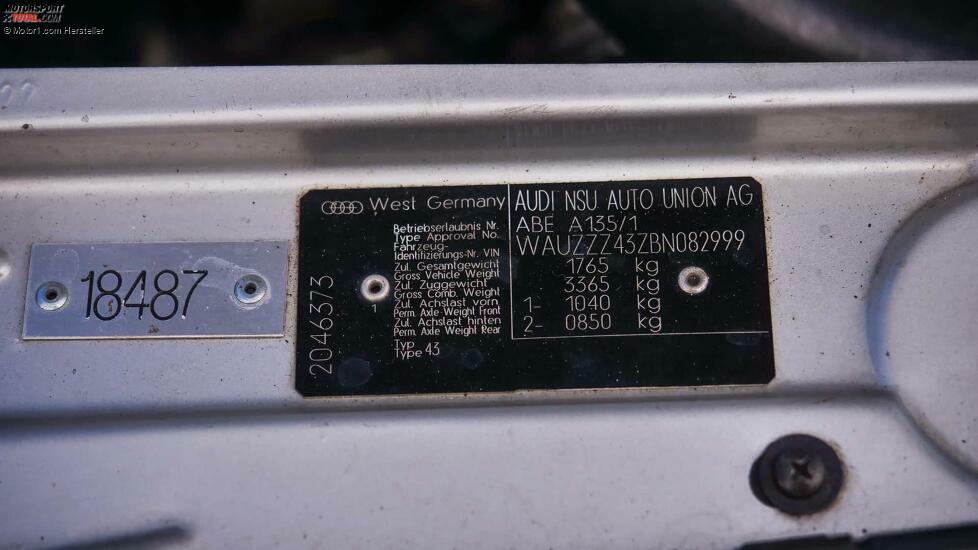 MOTORSPORT
TOTAL.COM
© Motor1.com Hersteller
18487
2046373
West Germany
Betriebserlaubnis Nr.
Type Approval No.
Fahrzeug-
Identifizierungs-Nr. VIN
Zul. Gesamtgewicht
Gross Vehicle Weight
Zul. Zuggewicht
Gross Comb. Weight
1
Zul. Achslast vorn
Perm. Axle-Weight Front
Zul. Achslast hinten
Perm. Axle-Weight Rear
Typ
Type 43
AUDI NSU AUTO UNION AG
ABE A135/1
WAUZZZ43ZBN082999
1765 kg
3365 kg
1- 1040 kg
2- 0850 kg